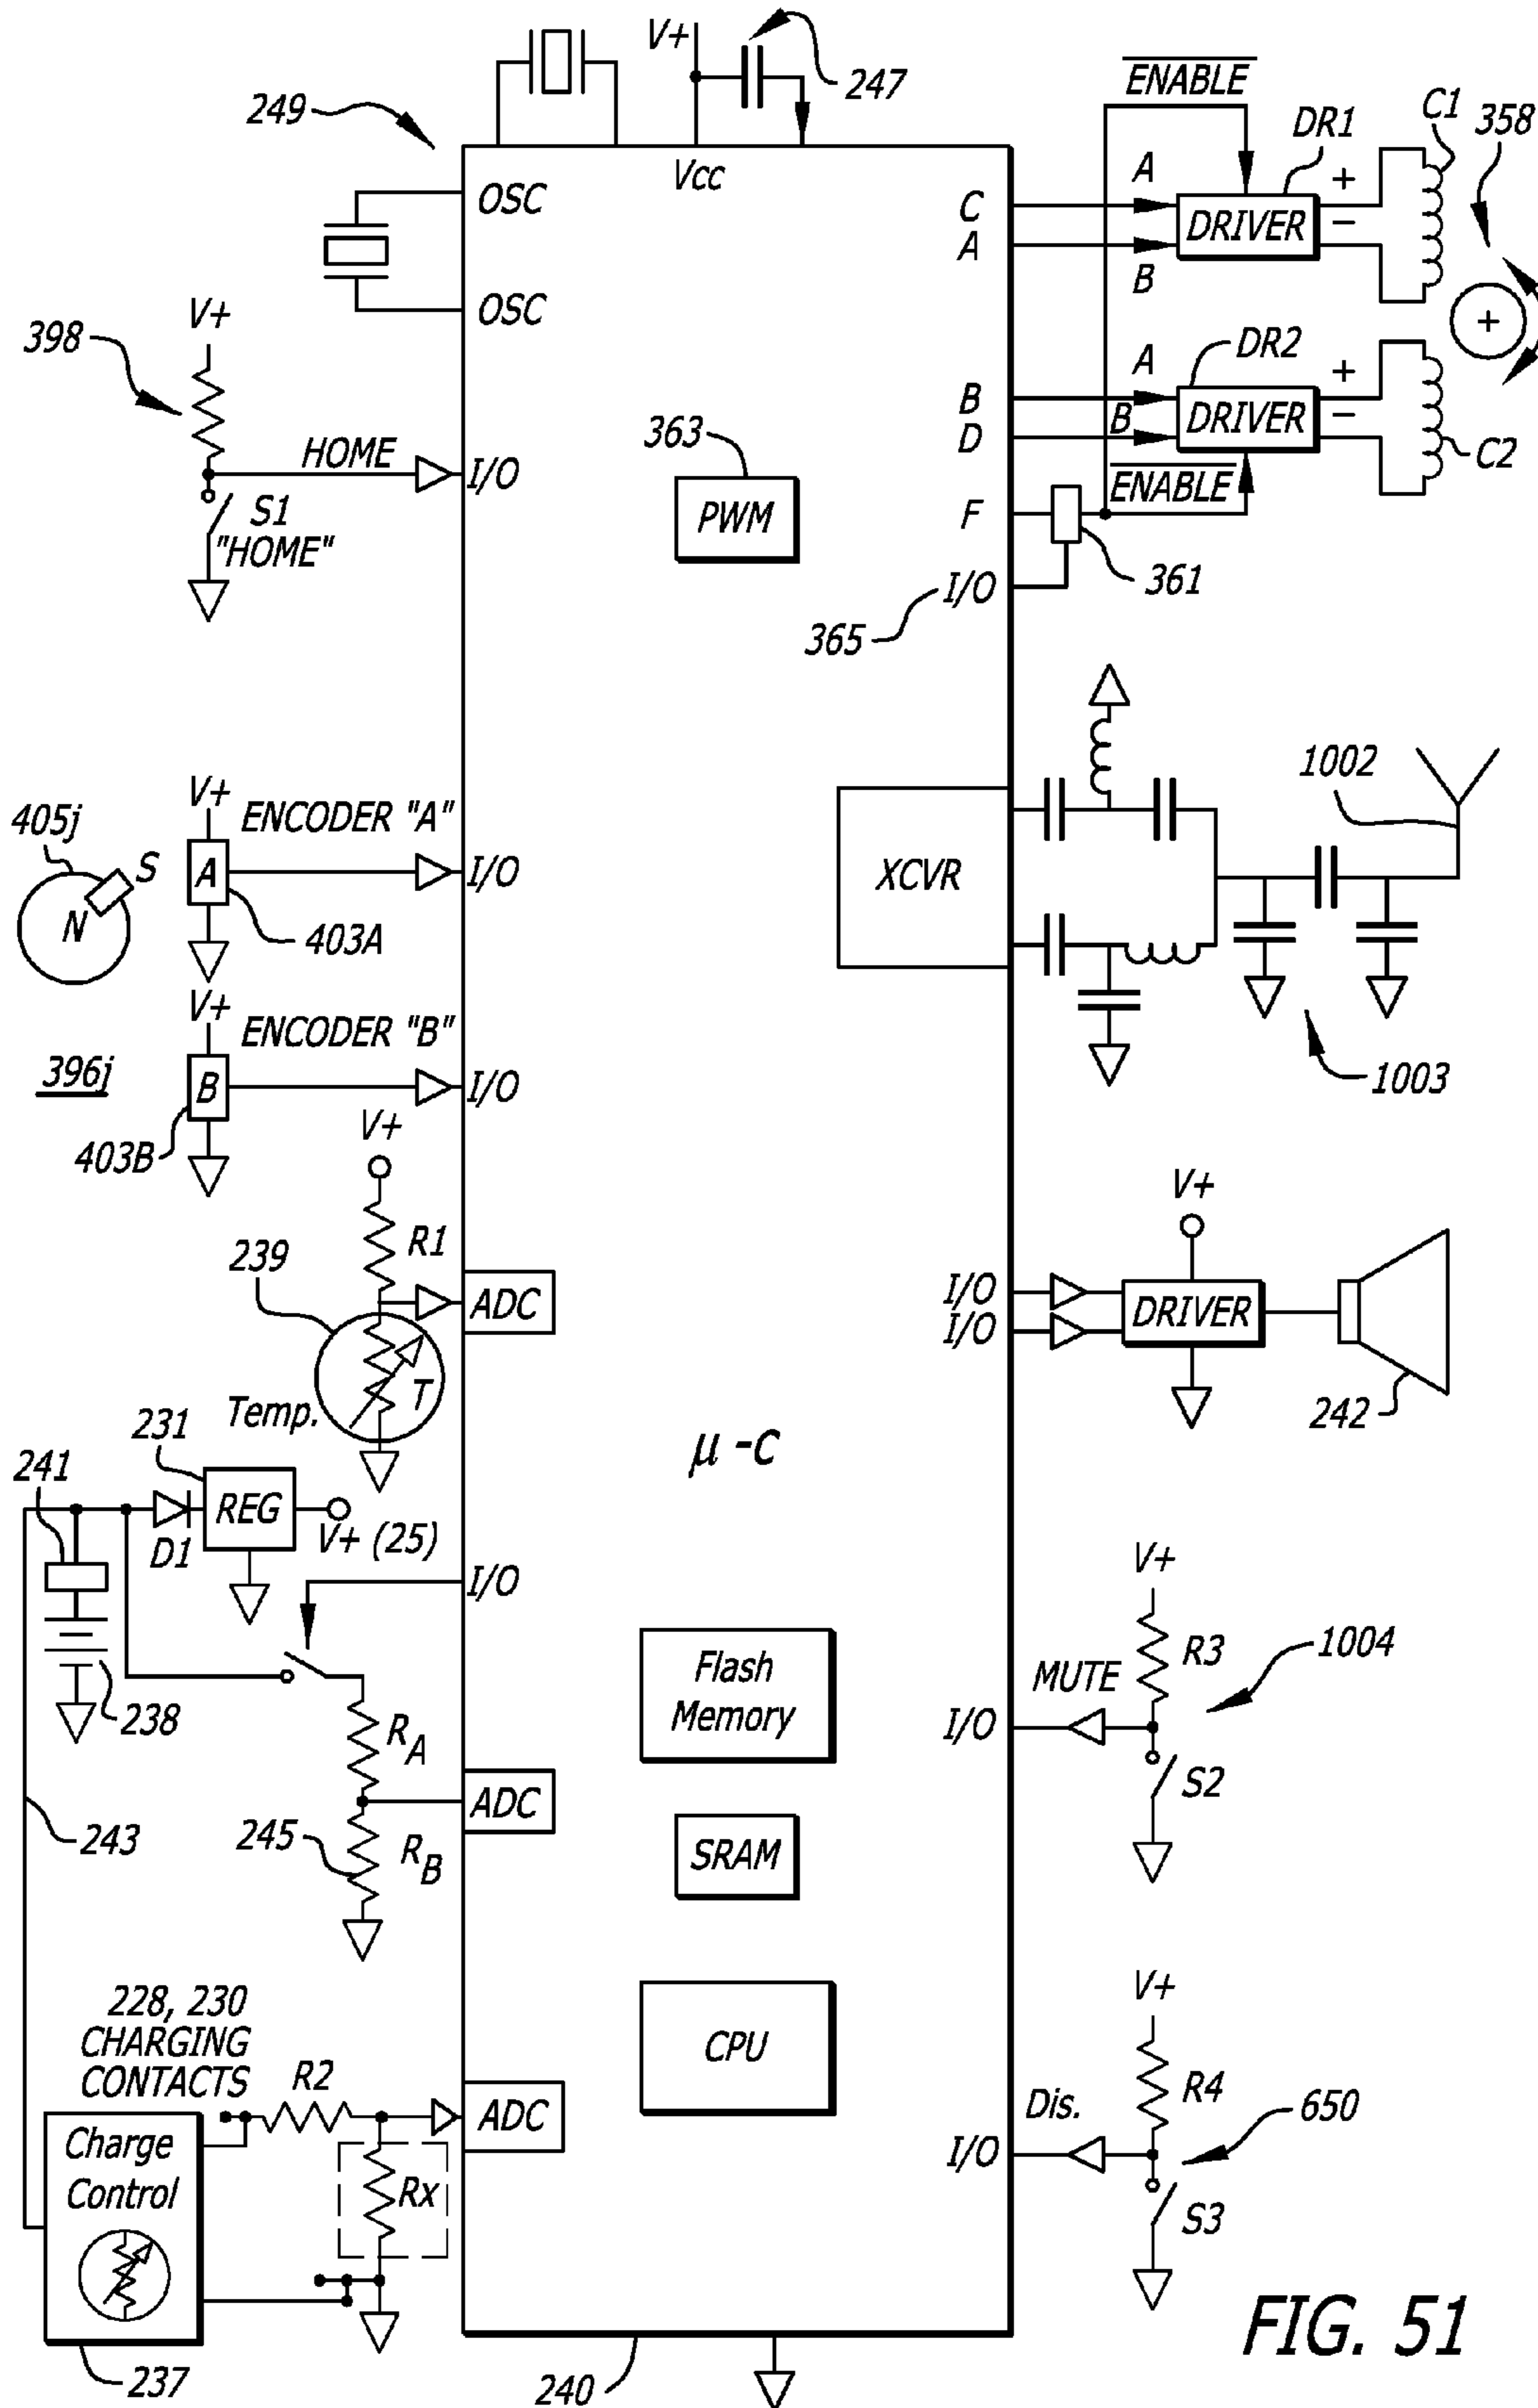 V+
247
249
Vcc
OSC
OSC
ENABLE
DR1
C1
358
C
A
A
B
DRIVER
+
-
+
DR2
B
D
A
B
DRIVER
+
-
C2
ENABLE
F
361
I/O
365
398
V+
HOME
I/O
S1
"HOME"
363
PWM
405j
S
N
V+
ENCODER "A"
A
I/O
403A
V+
ENCODER "B"
396j
B
I/O
403B
XCVR
1002
1003
V+
R1
239
ADC
Temp.
T
231
241
REG
D1
V+ (25)
238
I/O
μ-c
V+
I/O
I/O
DRIVER
242
RA
ADC
245
RB
243
Flash
Memory
SRAM
CPU
V+
R3
1004
MUTE
I/O
S2
228, 230
CHARGING
CONTACTS
R2
ADC
Charge
Control
Rx
237
240
V+
R4
Dis.
650
I/O
S3
FIG. 51